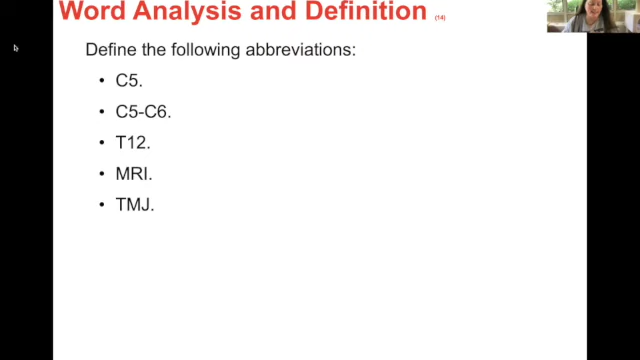 Word Analysis and Definition (14)
Define the following abbreviations:
• C5.
• C5-C6.
• T12.
• MRI.
• TMJ.